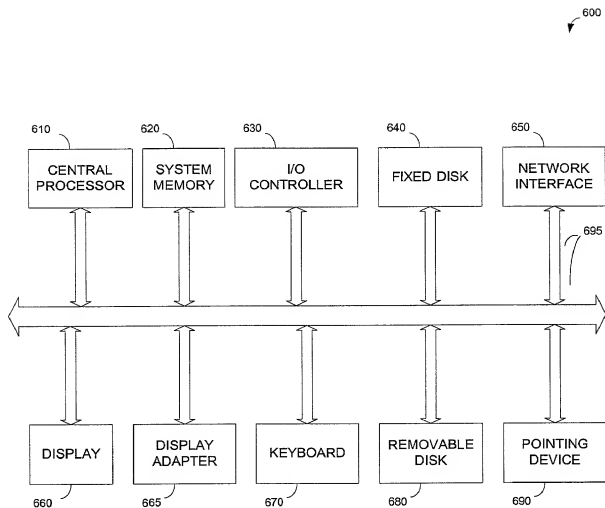 600
610
620
630
640
650
CENTRAL
PROCESSOR
SYSTEM
MEMORY
I/O
CONTROLLER
FIXED DISK
NETWORK
INTERFACE
695
DISPLAY
DISPLAY
ADAPTER
KEYBOARD
REMOVABLE
DISK
POINTING
DEVICE
660
665
670
680
690